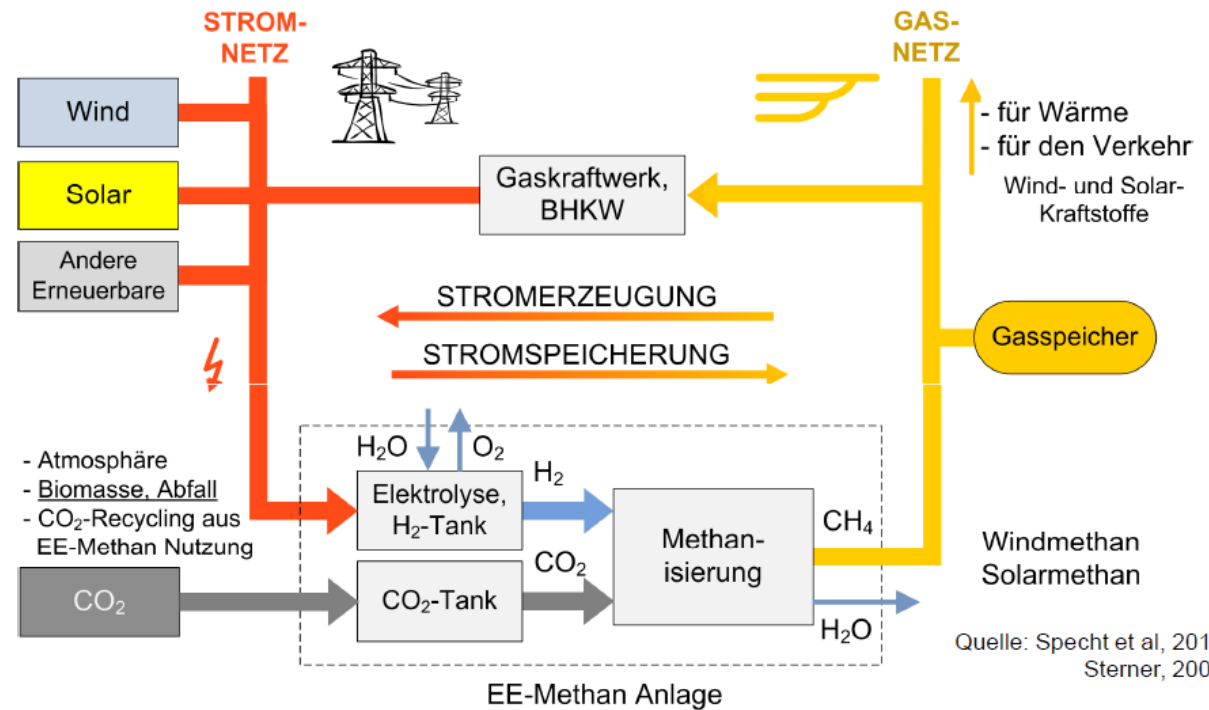 STROM-
NETZ
GAS-
NETZ
Wind
Solar
Andere
Erneuerbare
Gaskraftwerk,
BHKW
- für Wärme
- für den Verkehr
Wind- und Solar-
Kraftstoffe
STROMERZEUGUNG
STROMSPEICHERUNG
Gasspeicher
- Atmosphäre
- Biomasse, Abfall
- CO₂-Recycling aus
EE-Methan Nutzung
CO₂
H₂O
O₂
Elektrolyse,
H₂-Tank
H₂
CO₂-Tank
CO₂
Methan-
isierung
CH₄
H₂O
Windmethan
Solarmethan
EE-Methan Anlage
Quelle: Specht et al, 201
Sterner, 200